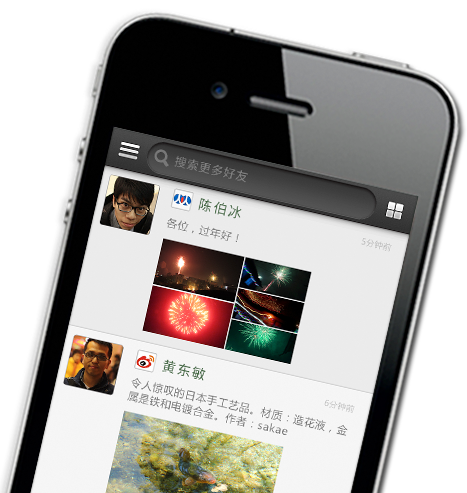 搜索更多好友
陈伯冰
各位，过年好！
5分钟前
黄东敏
6分钟前
令人惊叹的日本手工艺品。材质：造花液，金
属是铁和电镀合金。作者：sakae